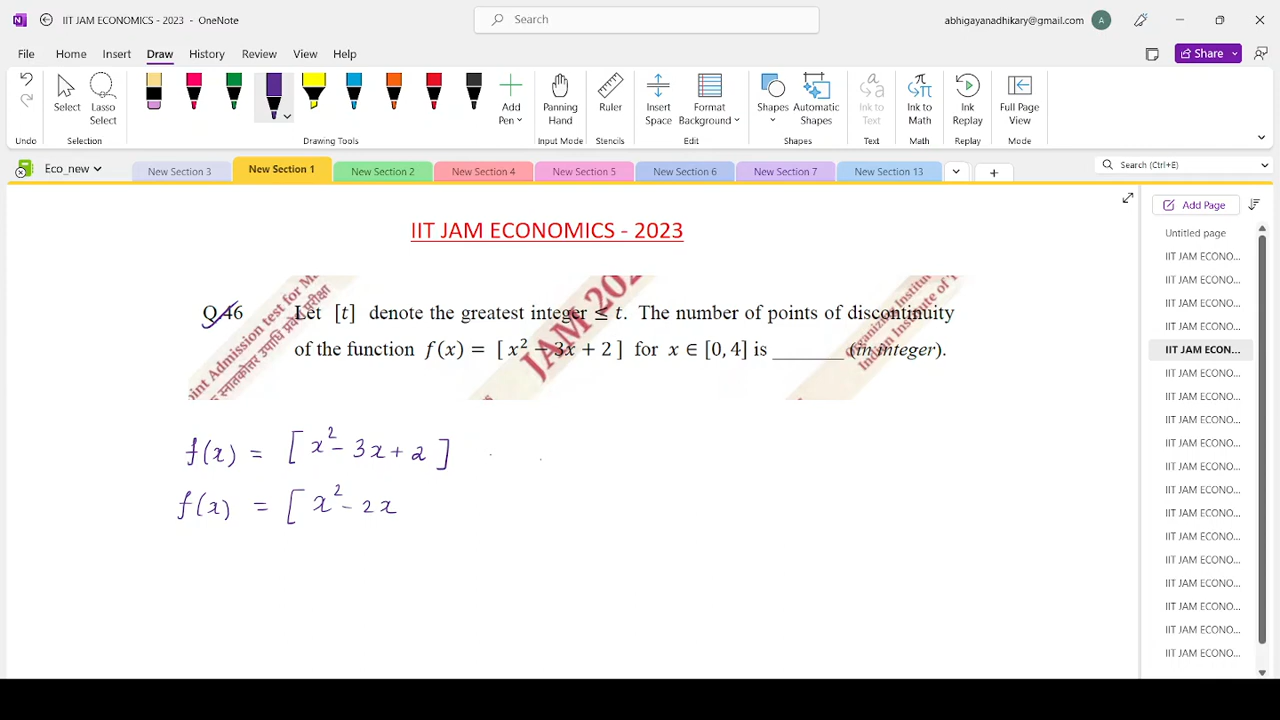 IIT JAM ECONOMICS - 2023 - OneNote
Search
abhigayanadhikary@gmail.com
A
File Home Insert Draw History Review View Help
Share
Undo
Select
Lasso Select
Selection
Drawing Tools
Add Pen
Panning Hand
Input Mode
Ruler
Stencils
Insert Space
Format Background
Edit
Shapes
Automatic Shapes
Shapes
Ink to Text
Text
Ink to Math
Math
Ink Replay
Replay
Full Page View
Mode
Eco_new
New Section 3 New Section 1 New Section 2 New Section 4 New Section 5 New Section 6 New Section 7 New Section 13
Search (Ctrl+E)
Add Page
Untitled page
IIT JAM ECONO...
IIT JAM ECONO...
IIT JAM ECONO...
IIT JAM ECONO...
IIT JAM ECON...
IIT JAM ECONO...
IIT JAM ECONO...
IIT JAM ECONO...
IIT JAM ECONO...
IIT JAM ECONO...
IIT JAM ECONO...
IIT JAM ECONO...
IIT JAM ECONO...
IIT JAM ECONO...
IIT JAM ECONO...
IIT JAM ECONO...
IIT JAM ECONO...
IIT JAM ECONO...
IIT JAM ECONOMICS - 2023
Q.46 Let [t] denote the greatest integer ≤ t. The number of points of discontinuity
of the function f(x) = [ x² − 3x + 2 ] for x ∈ [0, 4] is ________ (in integer).
f(x) = [ x² - 3x + 2 ]
f(x) = [ x² - 2x